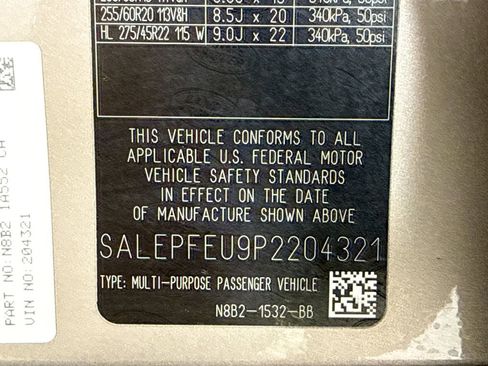 255/60R20 113V&H 8.5J x 20 340kPa, 50psi
HL 275/45R22 115 W 9.0J x 22 340kPa, 50psi
THIS VEHICLE CONFORMS TO ALL
APPLICABLE U.S. FEDERAL MOTOR
VEHICLE SAFETY STANDARDS
IN EFFECT ON THE DATE
OF MANUFACTURE SHOWN ABOVE
SALEPFEU9P2204321
TYPE: MULTI-PURPOSE PASSENGER VEHICLE
N8B2-1532-BB
PART NO:N8B2 1A552 CA
VIN NO:204321